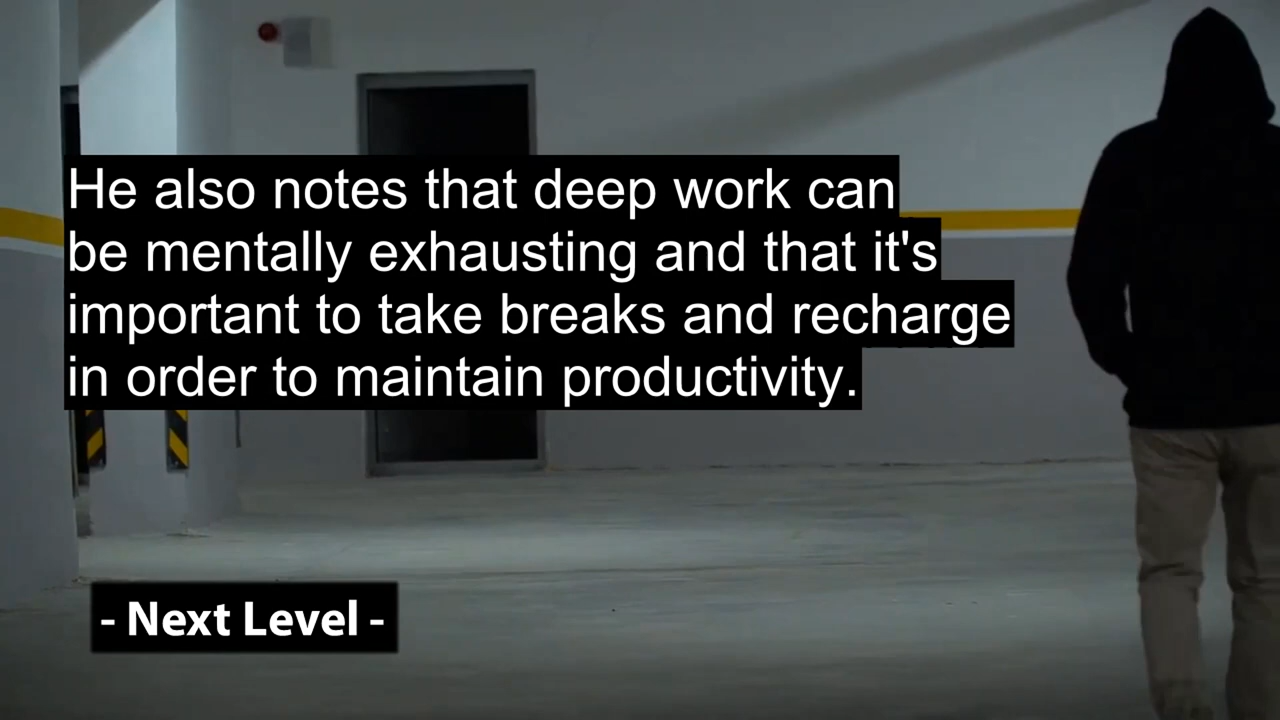 He also notes that deep work can
be mentally exhausting and that it's
important to take breaks and recharge
in order to maintain productivity.
- Next Level -